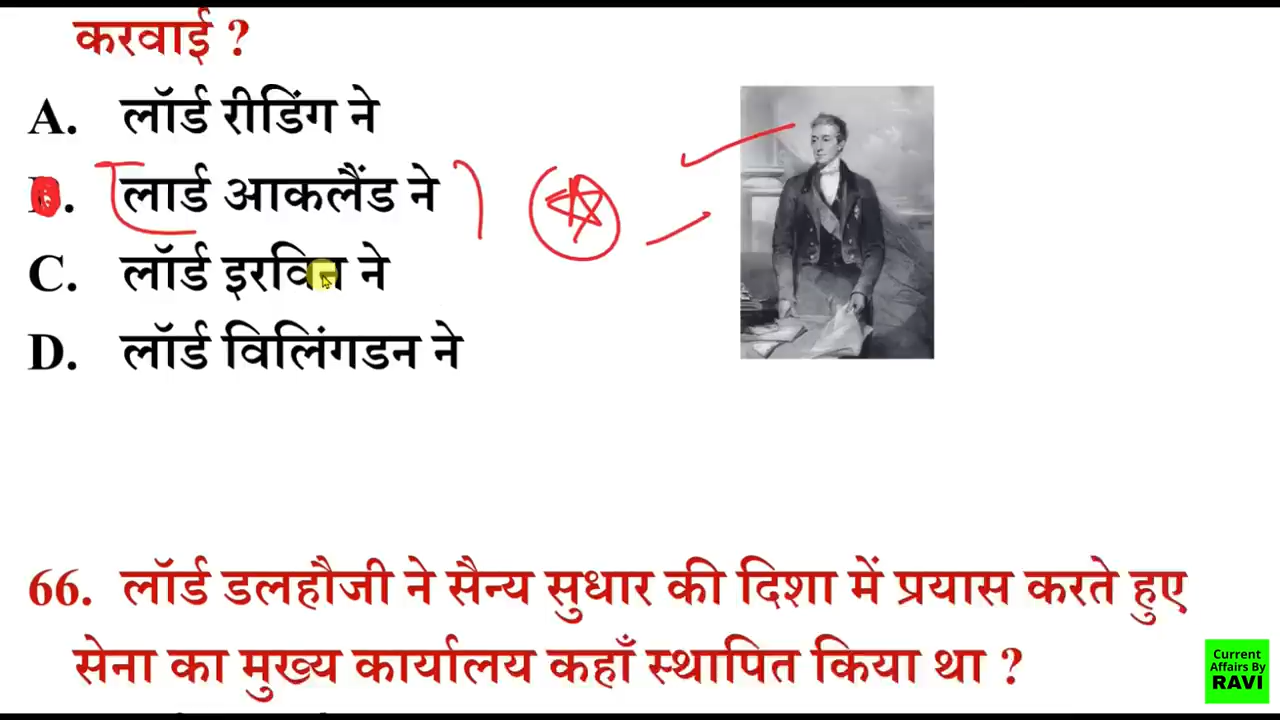 करवाई ?
A. लॉर्ड रीडिंग ने
लार्ड आकलैंड ने
C. लॉर्ड इरविन ने
D. लॉर्ड विलिंगडन ने
66. लॉर्ड डलहौजी ने सैन्य सुधार की दिशा में प्रयास करते हुए
सेना का मुख्य कार्यालय कहाँ स्थापित किया था ?
Current
Affairs By
RAVI